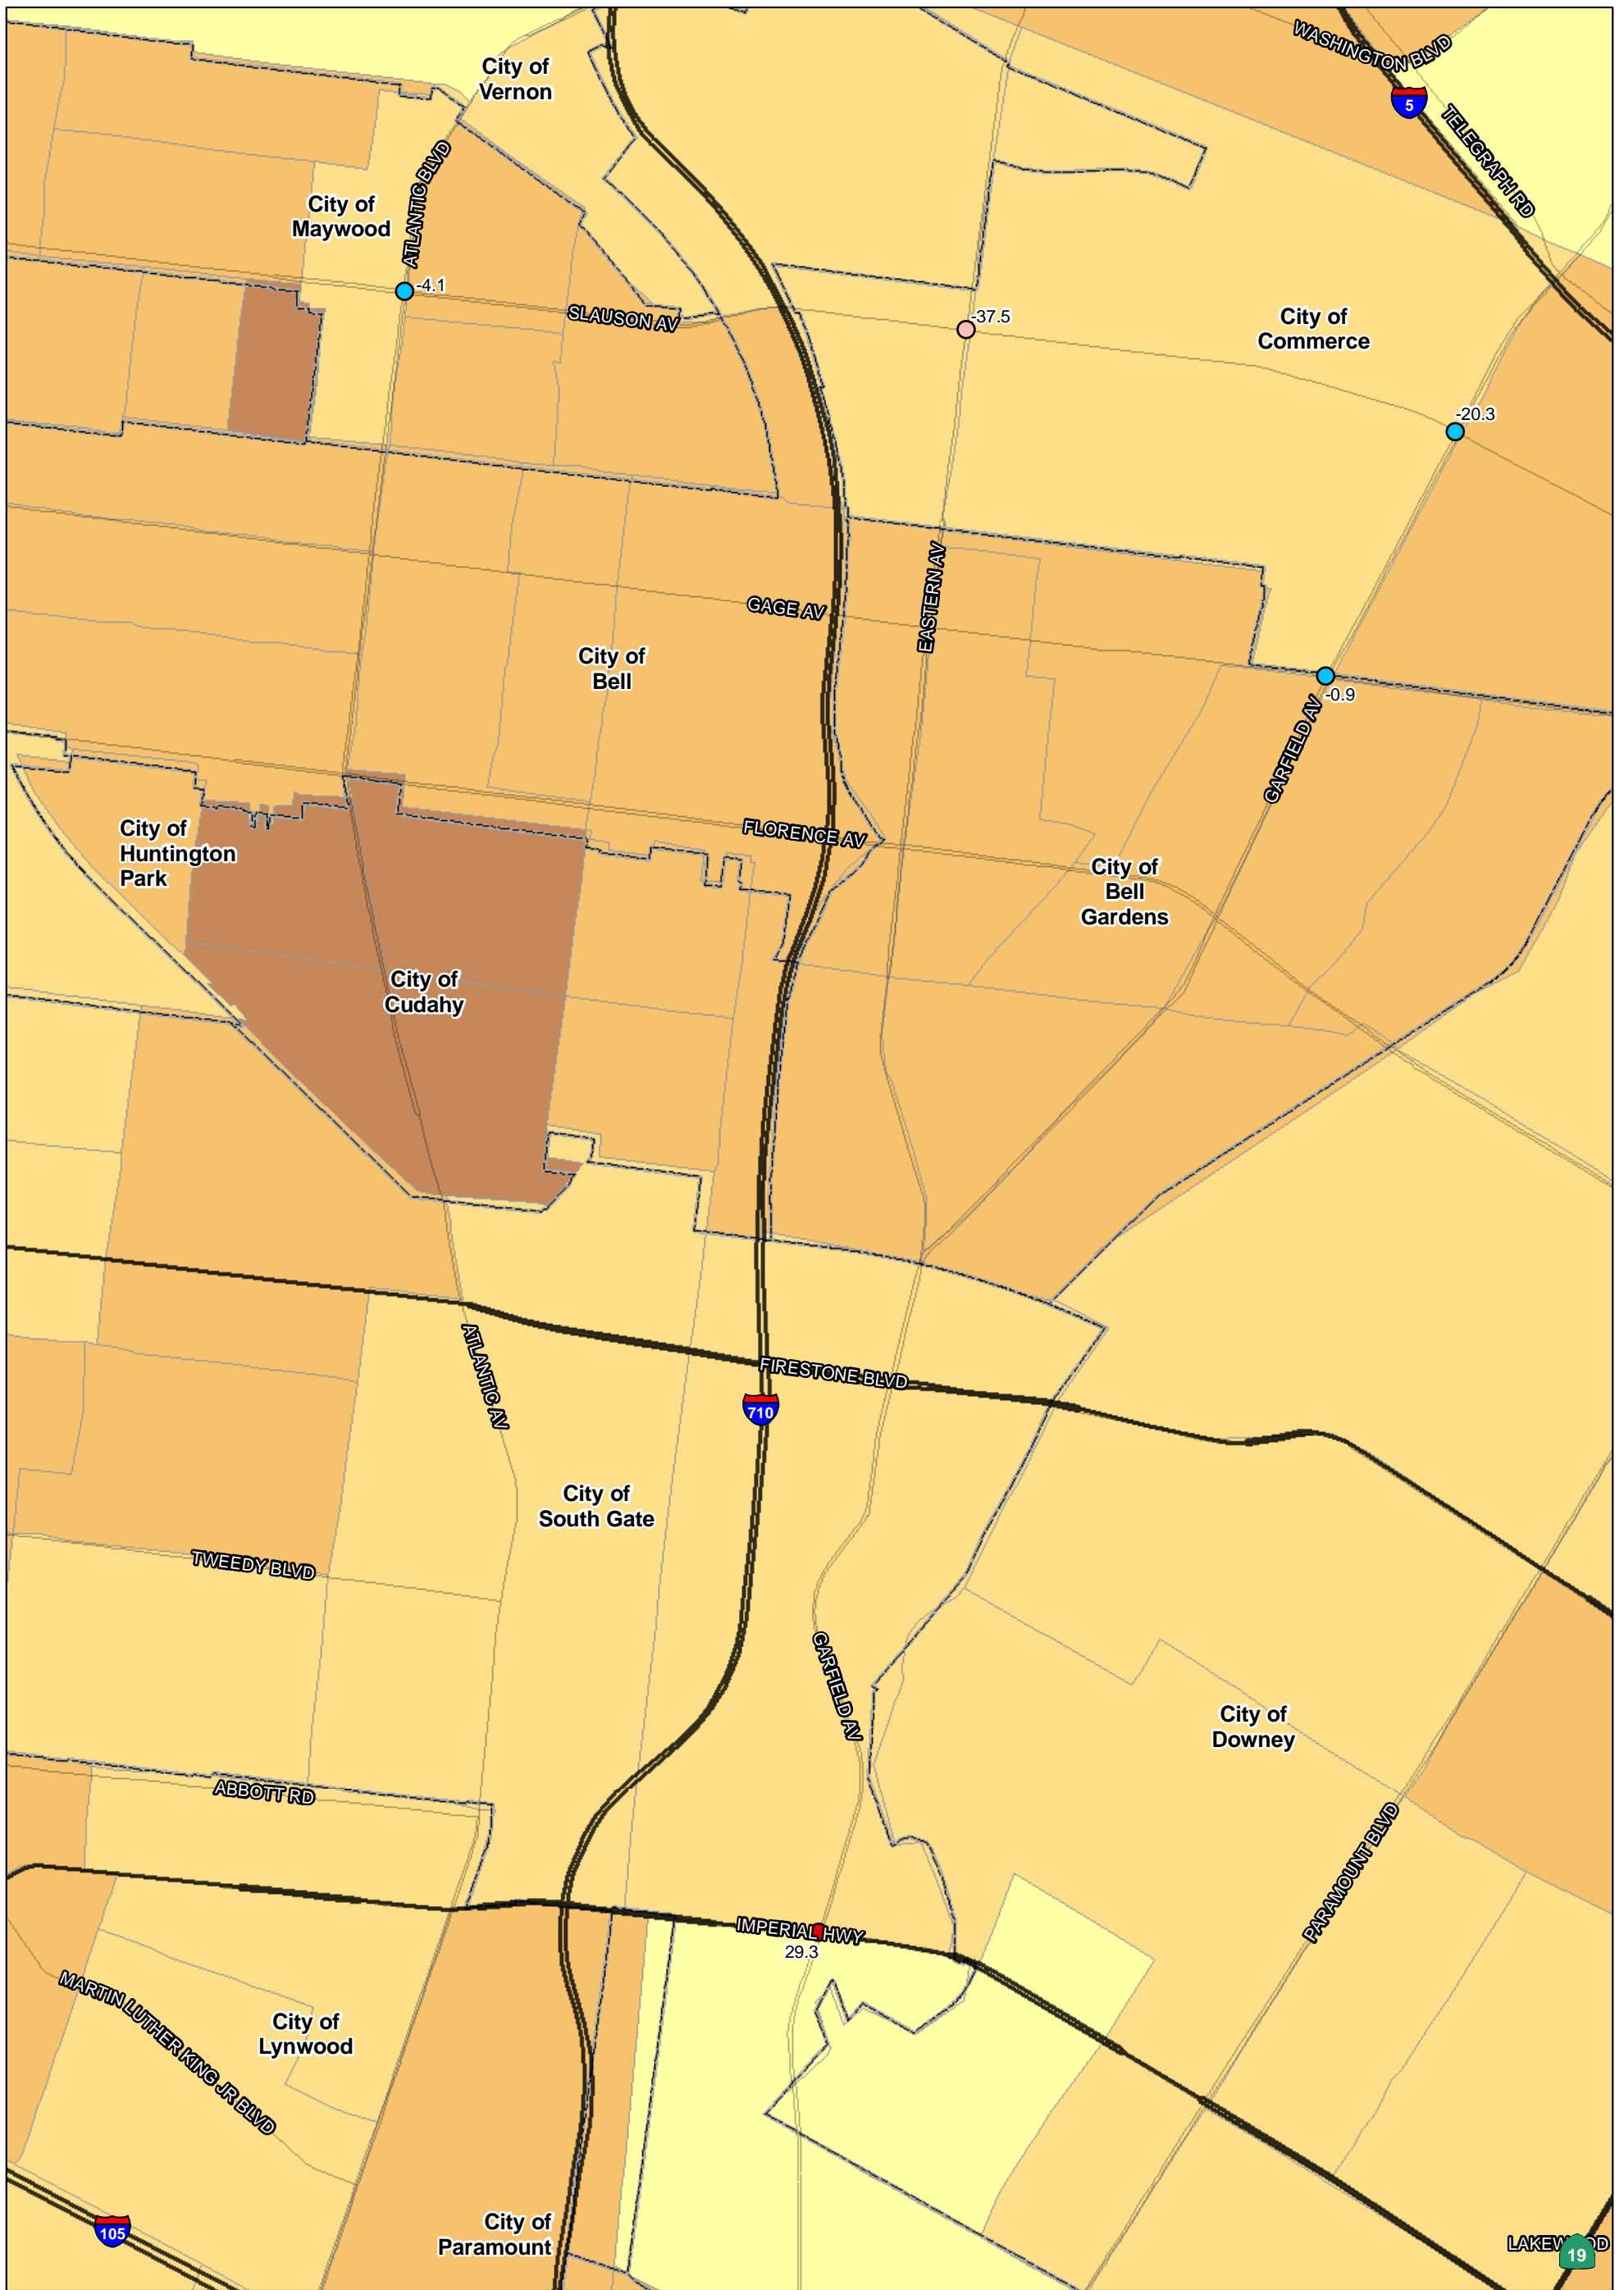 WASHINGTON BLVD
City of
Vernon
5
TELEGRAPH RD
ATLANTIC BLVD
City of
Maywood
-4.1
SLAUSON AV
-37.5
City of
Commerce
-20.3
EASTERN AV
GAGE AV
City of
Bell
-0.9
GARFIELD AV
City of
Huntington
Park
FLORENCE AV
City of
Bell
Gardens
City of
Cudahy
ATLANTIC AV
FIRESTONE BLVD
710
City of
South Gate
TWEEDY BLVD
GARFIELD AV
City of
Downey
ABBOTT RD
PARAMOUNT BLVD
IMPERIAL HWY
29.3
MARTIN LUTHER KING JR BLVD
City of
Lynwood
City of
Paramount
105
LAKEWOOD
19